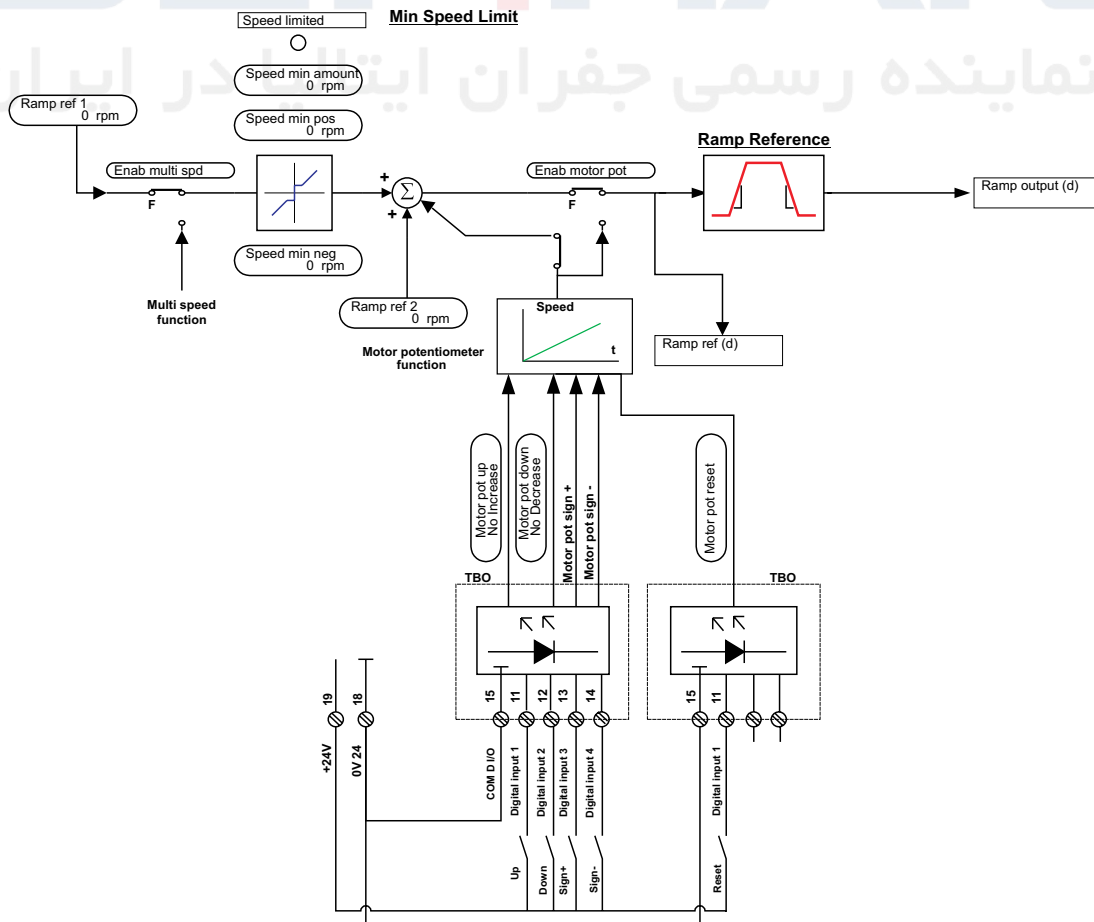 Speed limited
Min Speed Limit
نماینده رسمی جفران ایتالیا در ایران
Speed min amount
0 rpm
Ramp ref 1
0 rpm
Speed min pos
0 rpm
Ramp Reference
Enab multi spd
Enab motor pot
+
Σ
+
F
F
Ramp output (d)
Speed min neg
0 rpm
Multi speed
function
Ramp ref 2
0 rpm
Speed
t
Ramp ref (d)
Motor potentiometer
function
Motor pot up
No Increase
Motor pot down
No Decrease
Motor pot sign +
Motor pot sign -
Motor pot reset
TBO
TBO
19
18
15
11
12
13
14
15
11
+24V
0V 24
COM D I/O
Digital input 1
Digital input 2
Digital input 3
Digital input 4
Digital input 1
Up
Down
Sign+
Sign-
Reset